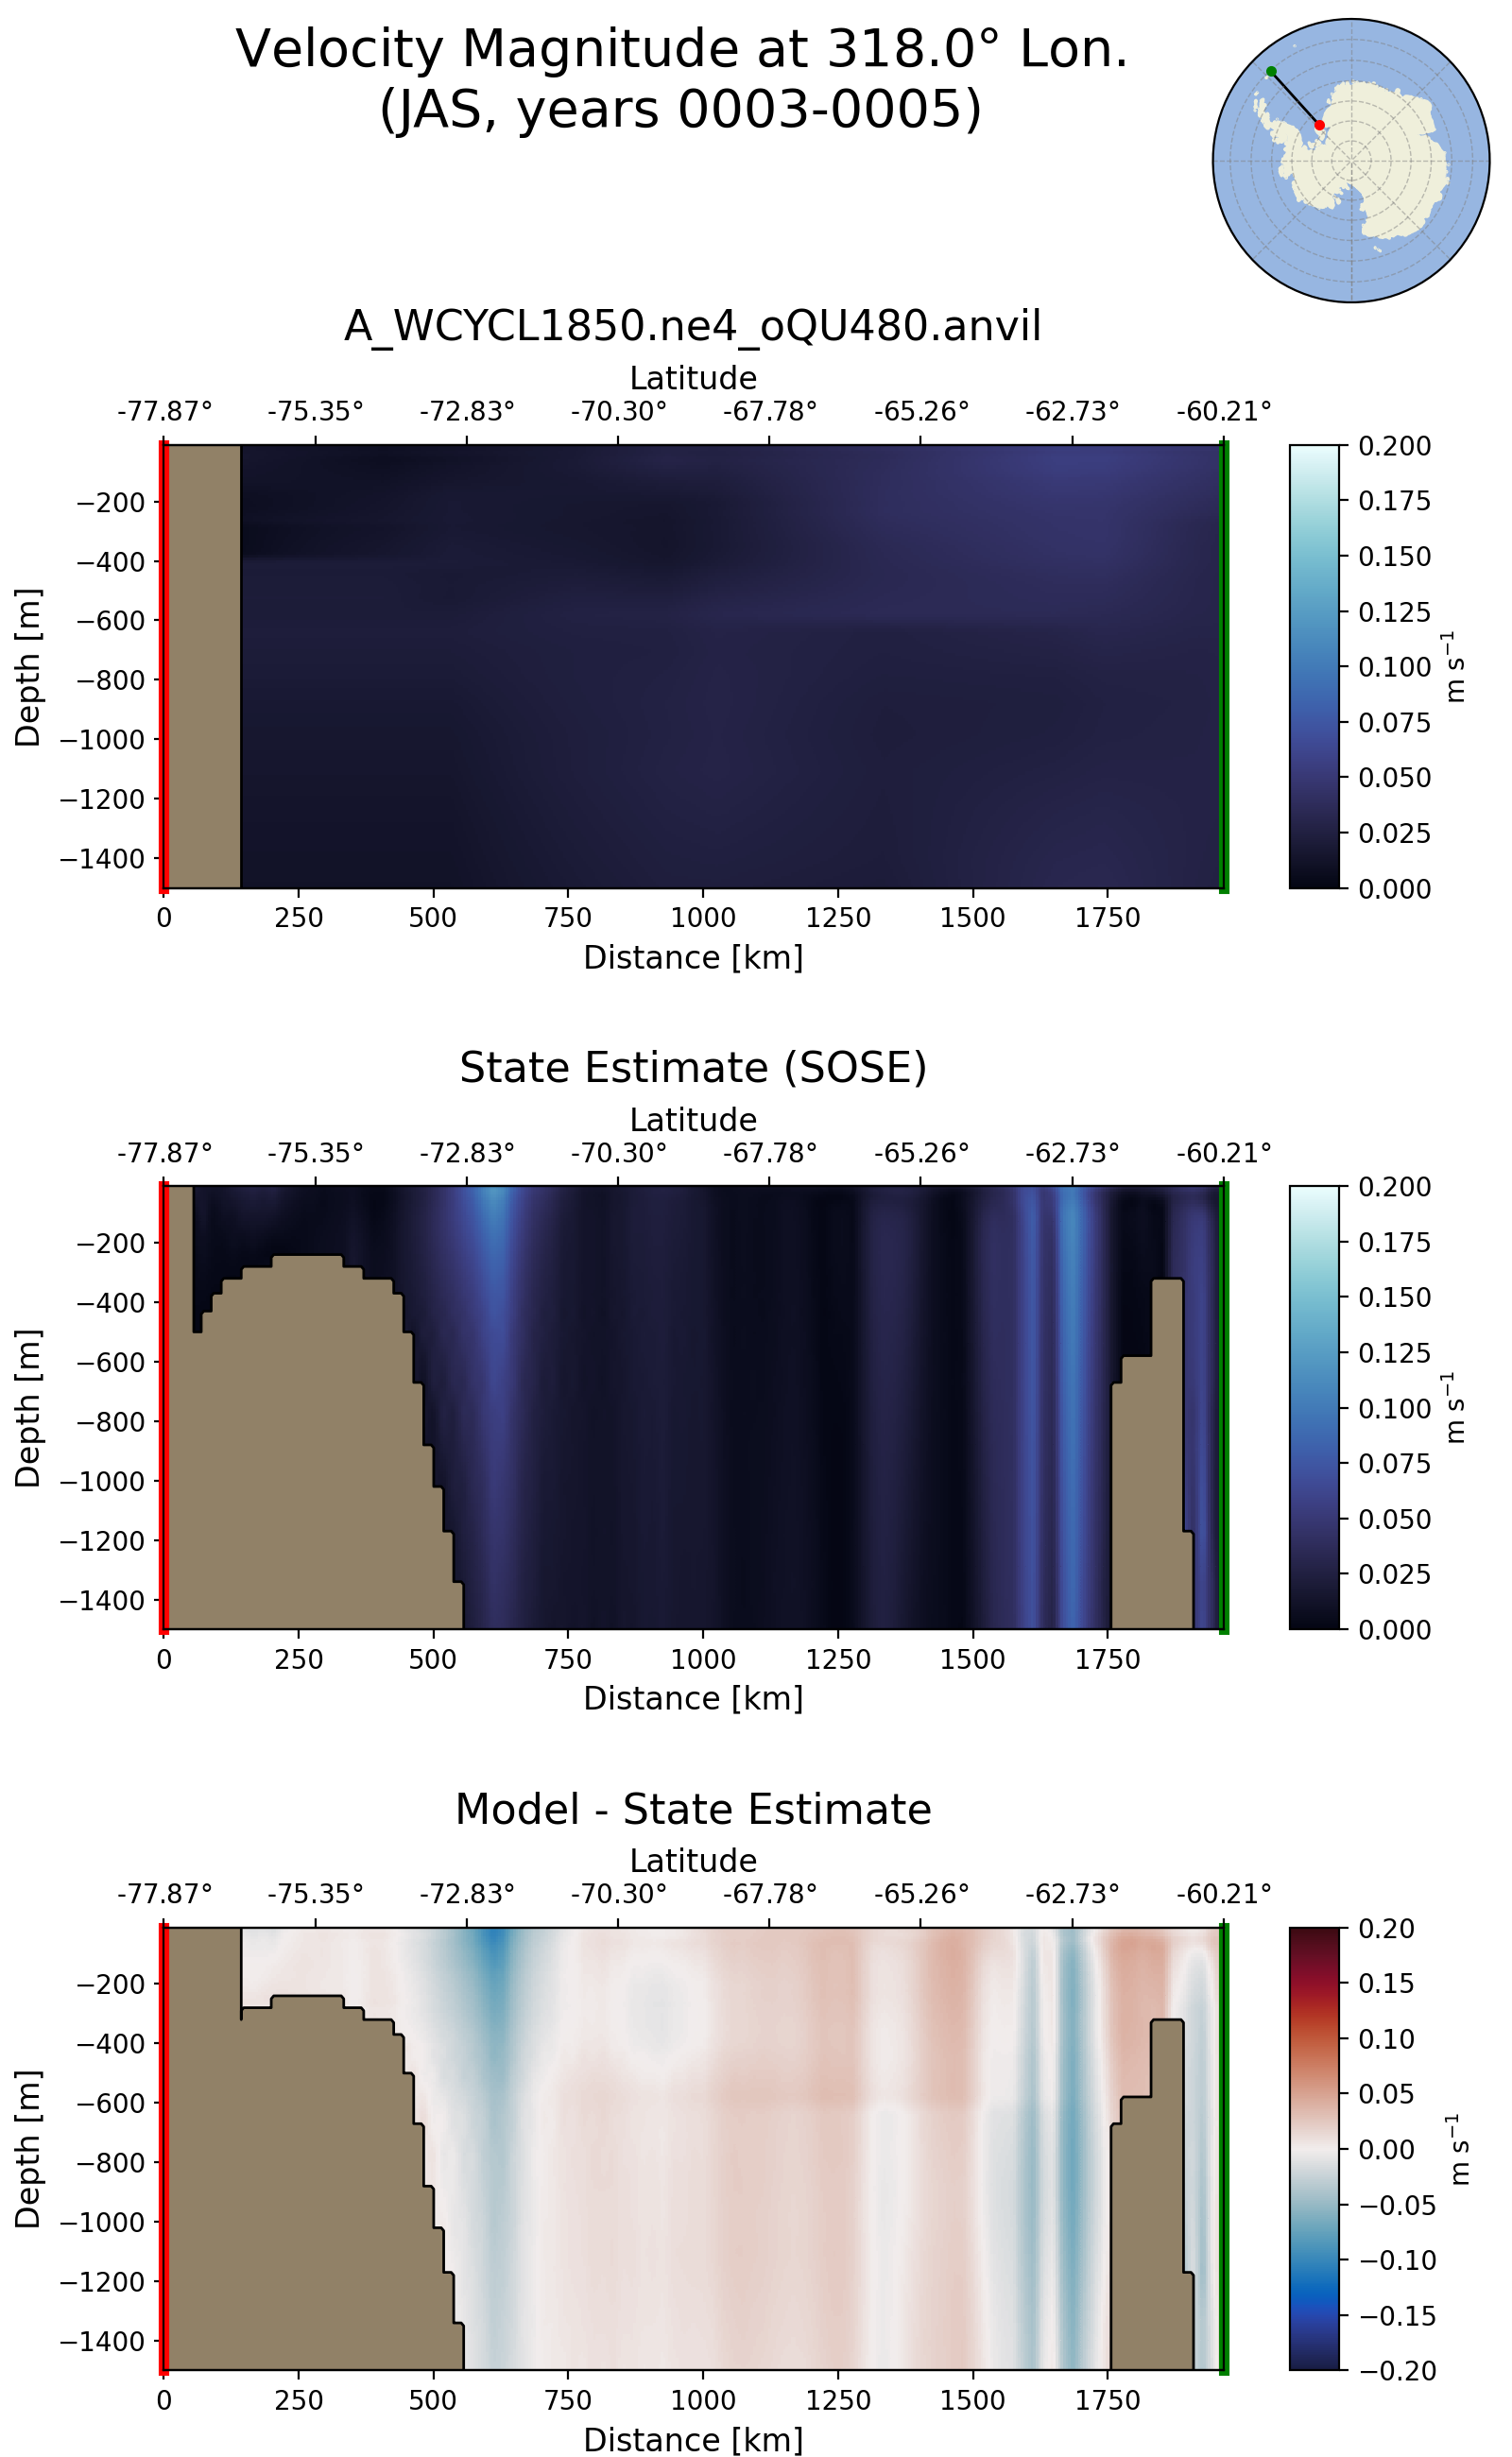 Velocity Magnitude at 318.0° Lon.
(JAS, years 0003-0005)
A_WCYCL1850.ne4_oQU480.anvil
Latitude
-77.87° -75.35° -72.83° -70.30° -67.78° -65.26° -62.73° -60.21°
Depth [m]
−200
−400
−600
−800
−1000
−1200
−1400
0 250 500 750 1000 1250 1500 1750
Distance [km]
0.200
0.175
0.150
0.125
0.100
0.075
0.050
0.025
0.000
m s⁻¹
State Estimate (SOSE)
Latitude
-77.87° -75.35° -72.83° -70.30° -67.78° -65.26° -62.73° -60.21°
Depth [m]
−200
−400
−600
−800
−1000
−1200
−1400
0 250 500 750 1000 1250 1500 1750
Distance [km]
0.200
0.175
0.150
0.125
0.100
0.075
0.050
0.025
0.000
m s⁻¹
Model - State Estimate
Latitude
-77.87° -75.35° -72.83° -70.30° -67.78° -65.26° -62.73° -60.21°
Depth [m]
−200
−400
−600
−800
−1000
−1200
−1400
0 250 500 750 1000 1250 1500 1750
Distance [km]
0.20
0.15
0.10
0.05
0.00
−0.05
−0.10
−0.15
−0.20
m s⁻¹